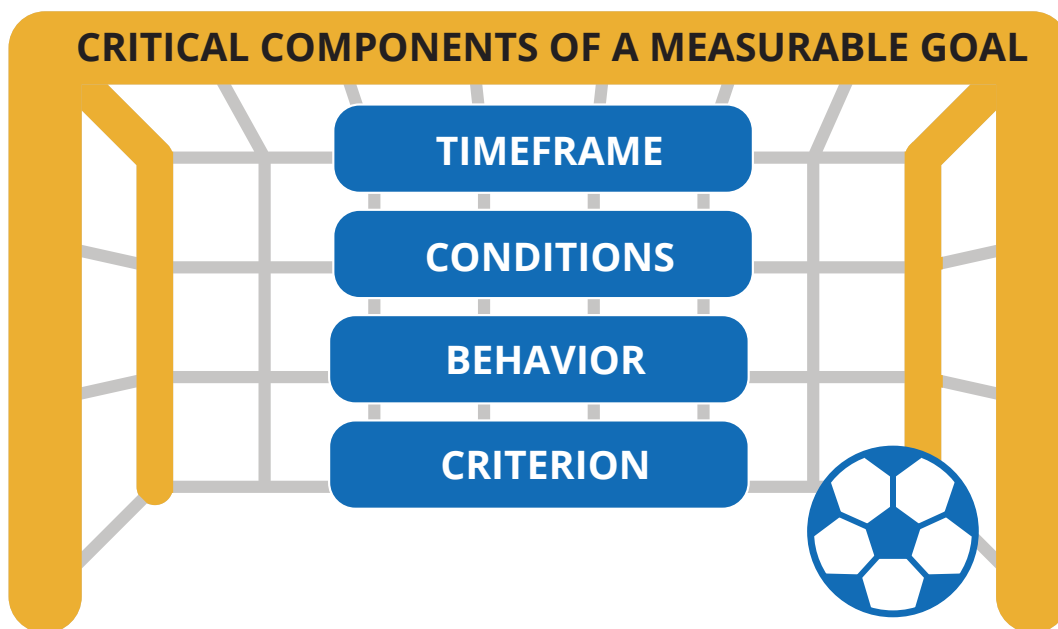 CRITICAL COMPONENTS OF A MEASURABLE GOAL
TIMEFRAME
CONDITIONS
BEHAVIOR
CRITERION